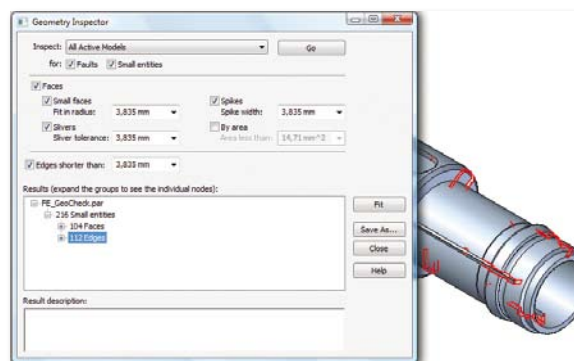 Geometry Inspector
Inspect: All Active Models Go
for: Faults Small entities
Faces
Small faces Spikes
Fit in radius: 3,835 mm Spike width: 3,835 mm
Slivers By area
Sliver tolerance: 3,835 mm Area less than: 14,71 mm^2
Edges shorter than: 3,835 mm
Results (expand the groups to see the individual nodes):
FE_GeoCheck.par Fit
216 Small entities
104 Faces Save As...
112 Edges Close
Help
Result description: